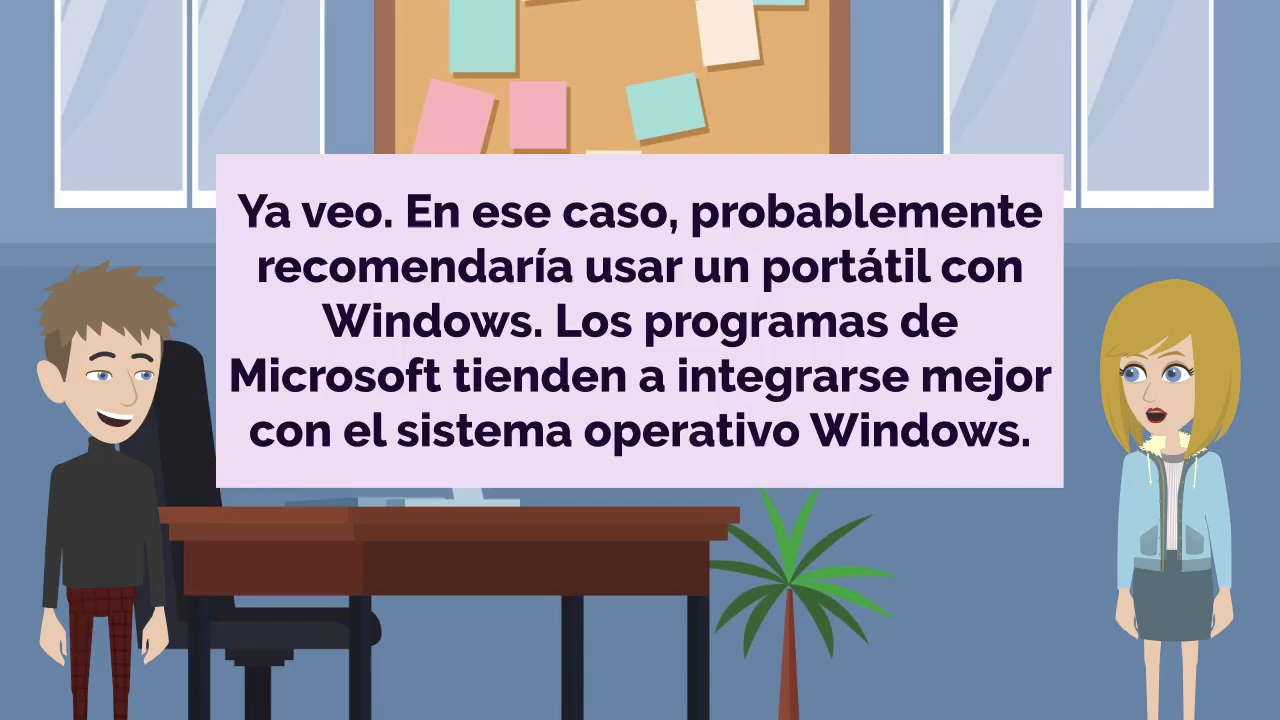 Ya veo. En ese caso, probablemente
recomendaría usar un portátil con
Windows. Los programas de
Microsoft tienden a integrarse mejor
con el sistema operativo Windows.